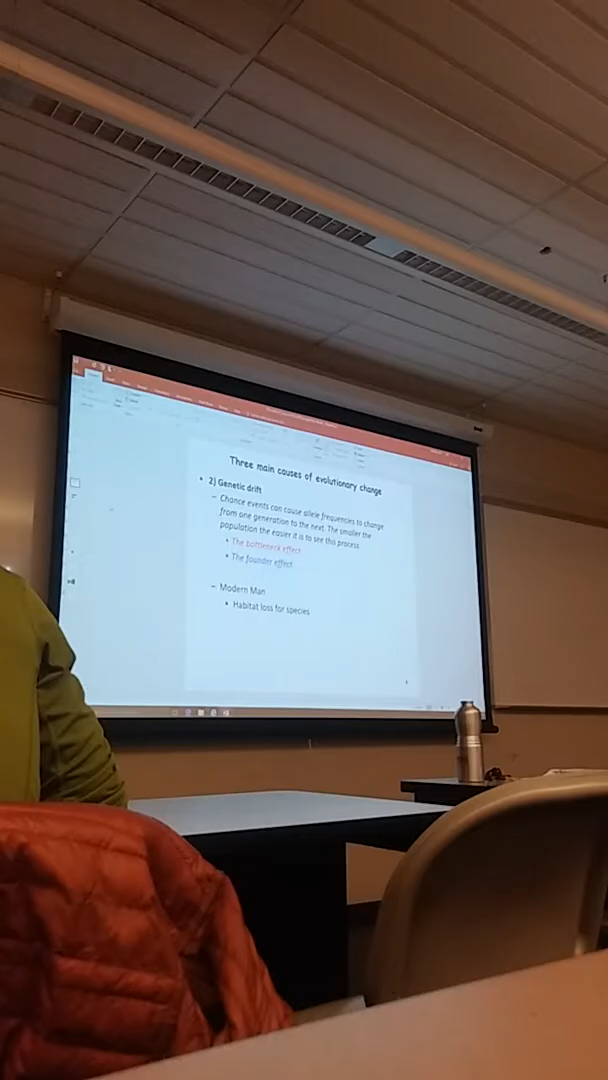 Three main causes of evolutionary change
• 2) Genetic drift
– Chance events can cause allele frequencies to change
from one generation to the next. The smaller the
population the easier it is to see this process
• The bottleneck effect
• The founder effect
– Modern Man
• Habitat loss for species